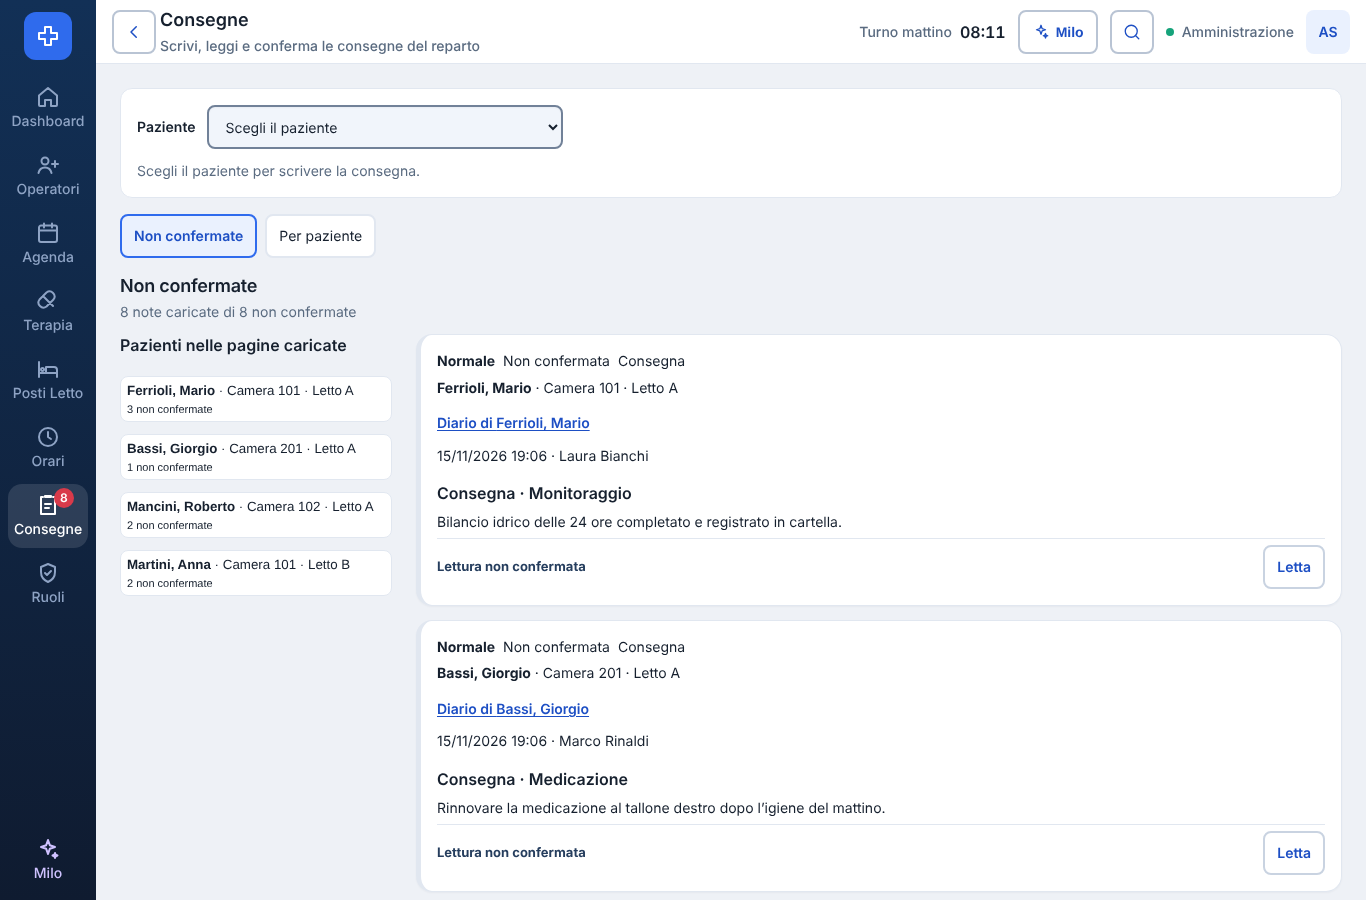 Consegne
Scrivi, leggi e conferma le consegne del reparto
Turno mattino 08:11
Milo
Amministrazione
AS
Dashboard
Operatori
Agenda
Terapia
Posti Letto
Orari
8
Consegne
Ruoli
Milo
Paziente
Scegli il paziente
Scegli il paziente per scrivere la consegna.
Non confermate
Per paziente
Non confermate
8 note caricate di 8 non confermate
Pazienti nelle pagine caricate
Ferrioli, Mario · Camera 101 · Letto A
3 non confermate
Bassi, Giorgio · Camera 201 · Letto A
1 non confermate
Mancini, Roberto · Camera 102 · Letto A
2 non confermate
Martini, Anna · Camera 101 · Letto B
2 non confermate
Normale Non confermata Consegna
Ferrioli, Mario · Camera 101 · Letto A
Diario di Ferrioli, Mario
15/11/2026 19:06 · Laura Bianchi
Consegna · Monitoraggio
Bilancio idrico delle 24 ore completato e registrato in cartella.
Lettura non confermata
Letta
Normale Non confermata Consegna
Bassi, Giorgio · Camera 201 · Letto A
Diario di Bassi, Giorgio
15/11/2026 19:06 · Marco Rinaldi
Consegna · Medicazione
Rinnovare la medicazione al tallone destro dopo l’igiene del mattino.
Lettura non confermata
Letta